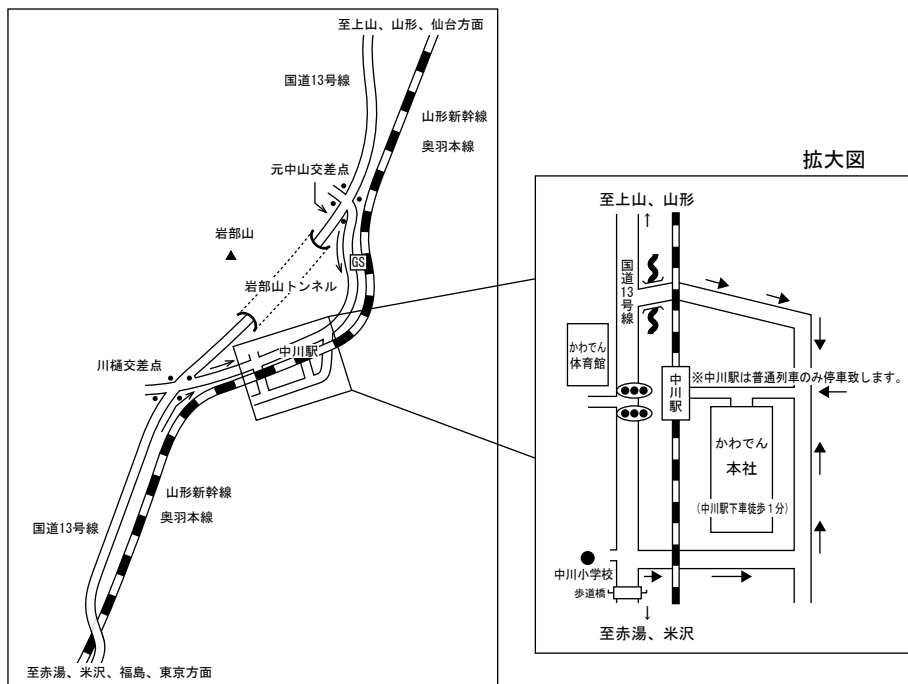 至上山、山形、仙台方面
国道13号線
山形新幹線
奥羽本線
元中山交差点
岩部山
GS
岩部山トンネル
中川駅
川樋交差点
山形新幹線
奥羽本線
国道13号線
至赤湯、米沢、福島、東京方面
拡大図
至上山、山形
国道13号線
かわでん
体育館
中川駅
※中川駅は普通列車のみ停車致します。
かわでん
本社
(中川駅下車徒歩1分)
中川小学校
歩道橋
至赤湯、米沢